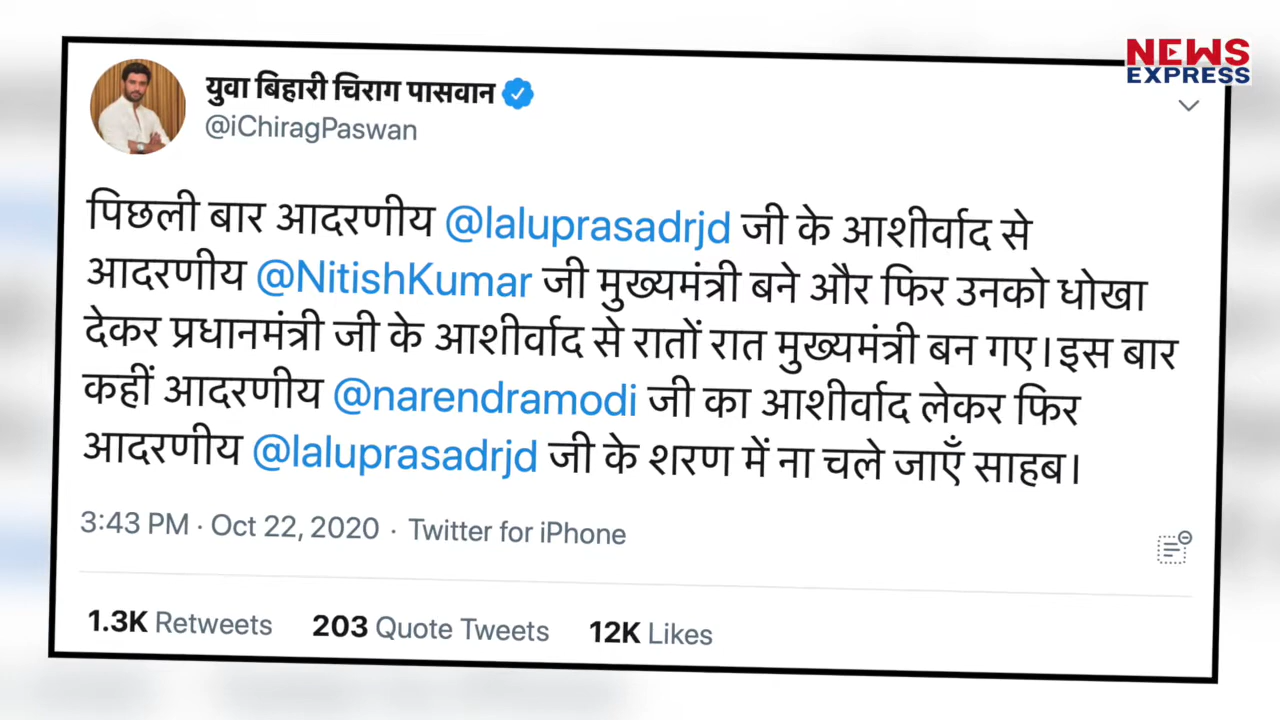 NEWS
EXPRESS
युवा बिहारी चिराग पासवान
@iChiragPaswan
पिछली बार आदरणीय @laluprasadrjd जी के आशीर्वाद से
आदरणीय @NitishKumar जी मुख्यमंत्री बने और फिर उनको धोखा
देकर प्रधानमंत्री जी के आशीर्वाद से रातों रात मुख्यमंत्री बन गए।इस बार
कहीं आदरणीय @narendramodi जी का आशीर्वाद लेकर फिर
आदरणीय @laluprasadrjd जी के शरण में ना चले जाएँ साहब।
3:43 PM · Oct 22, 2020 · Twitter for iPhone
1.3K Retweets 203 Quote Tweets 12K Likes